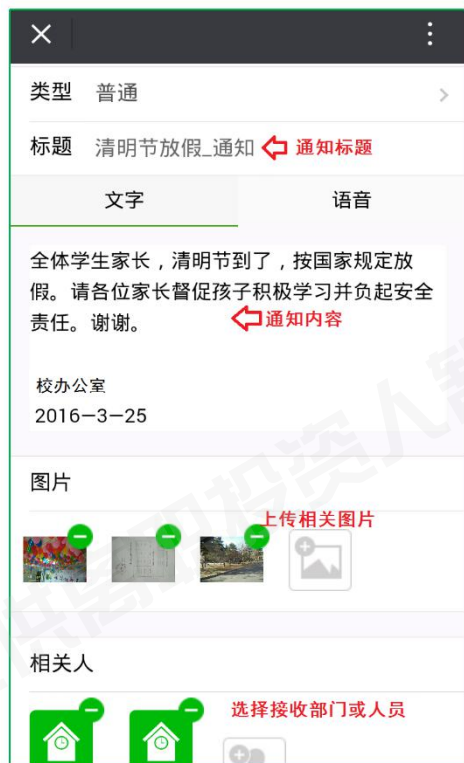 类型 普通
标题 清明节放假_通知 通知标题
文字 语音
全体学生家长，清明节到了，按国家规定放
假。请各位家长督促孩子积极学习并负起安全
责任。谢谢。 通知内容
校办公室
2016—3—25
图片
上传相关图片
相关人
选择接收部门或人员